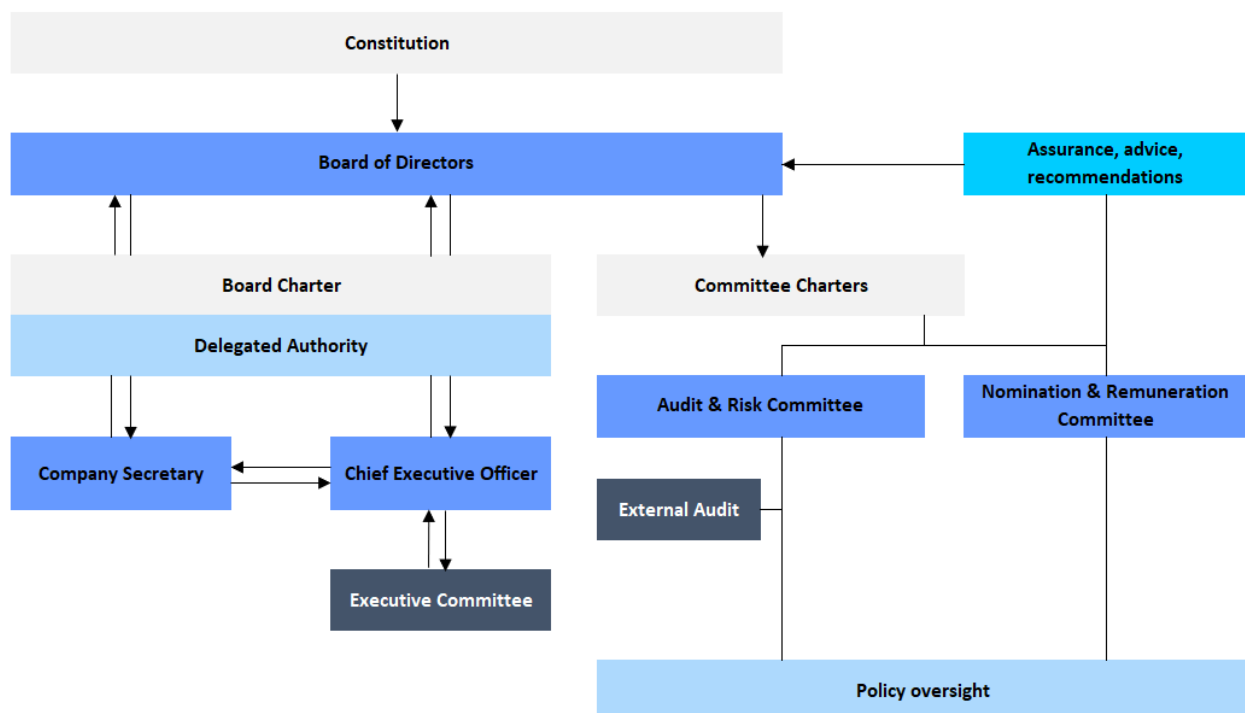 Constitution
Board of Directors
Assurance, advice,
recommendations
Board Charter
Committee Charters
Delegated Authority
Audit & Risk Committee
Nomination & Remuneration
Committee
Company Secretary
Chief Executive Officer
External Audit
Executive Committee
Policy oversight